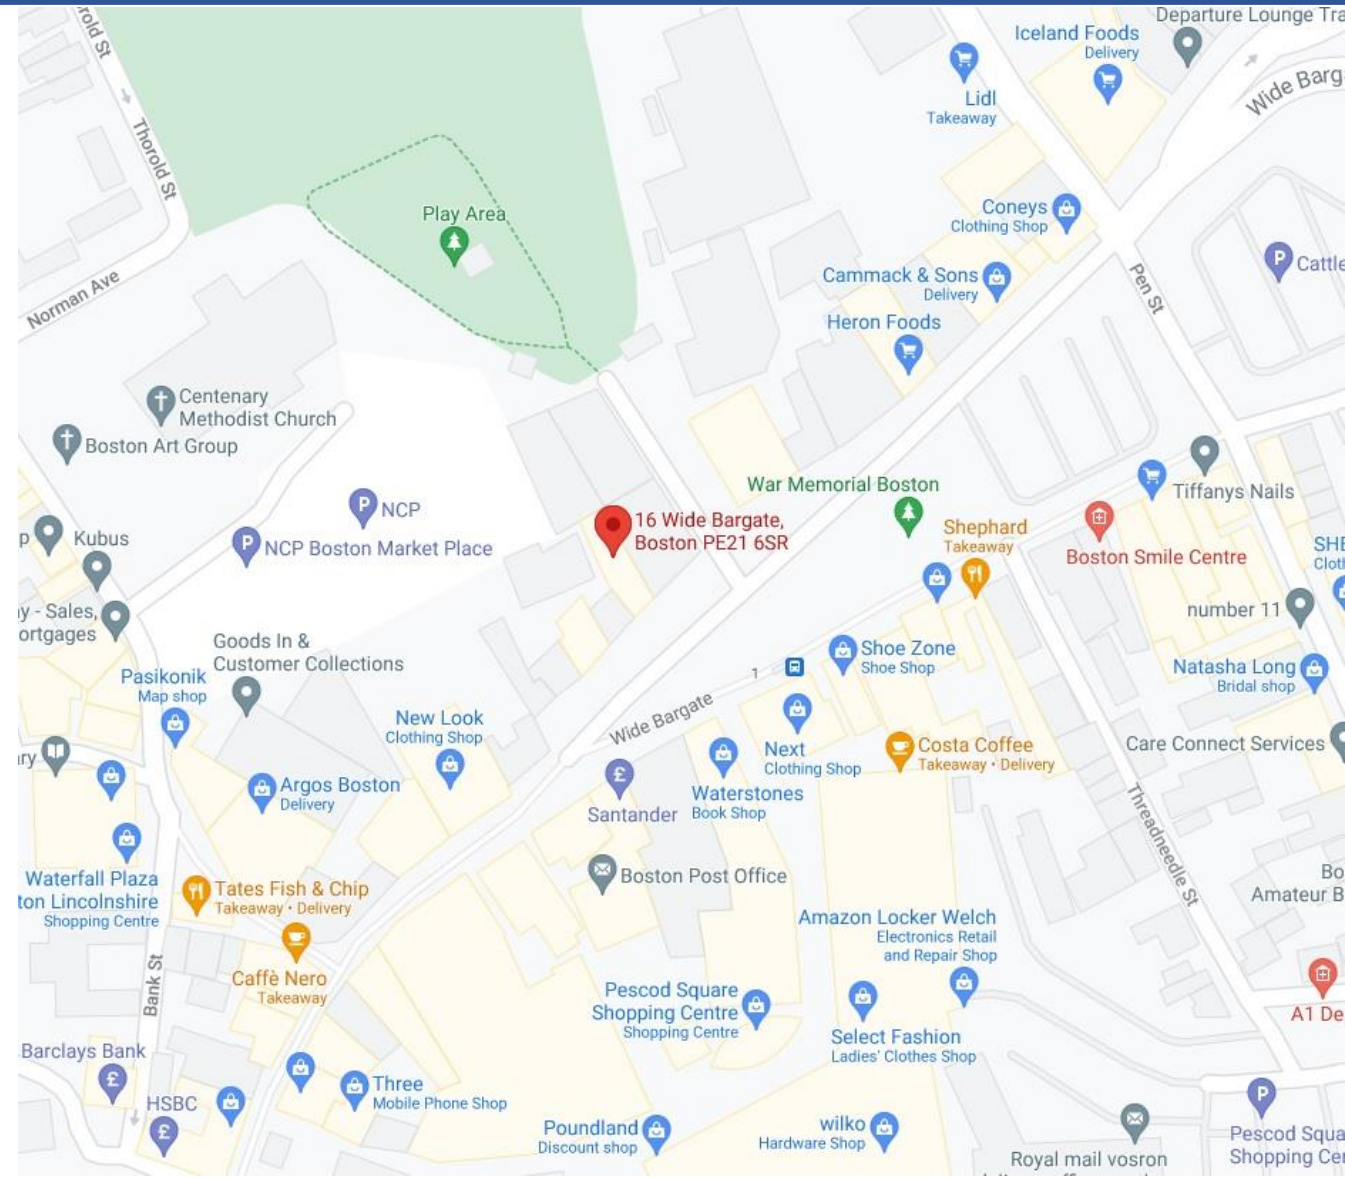 Departure Lounge Tra
Iceland Foods
Delivery
Wide Barg
Lidl
Takeaway
rold St
Thorold St
Play Area
Coneys
Clothing Shop
Cammack & Sons
Delivery
Cattle
Pen St
Norman Ave
Heron Foods
Centenary
Methodist Church
Boston Art Group
War Memorial Boston
Tiffanys Nails
NCP
16 Wide Bargate,
Boston PE21 6SR
Shephard
Takeaway
p
Kubus
NCP Boston Market Place
Boston Smile Centre
SHE
Cloth
y - Sales,
ortgages
number 11
Goods In &
Customer Collections
Shoe Zone
Shoe Shop
Natasha Long
Bridal shop
Pasikonik
Map shop
1
Wide Bargate
New Look
Clothing Shop
Next
Clothing Shop
Costa Coffee
Takeaway • Delivery
Care Connect Services
ry
Argos Boston
Delivery
Santander
Waterstones
Book Shop
Threadneedle St
Waterfall Plaza
ton Lincolnshire
Shopping Centre
Tates Fish & Chip
Takeaway • Delivery
Boston Post Office
Bo
Amateur B
Amazon Locker Welch
Electronics Retail
and Repair Shop
Caffè Nero
Takeaway
Bank St
Pescod Square
Shopping Centre
Shopping Centre
Select Fashion
Ladies' Clothes Shop
A1 De
Barclays Bank
HSBC
Three
Mobile Phone Shop
Poundland
Discount shop
wilko
Hardware Shop
Royal mail vosron
Pescod Squa
Shopping Cer